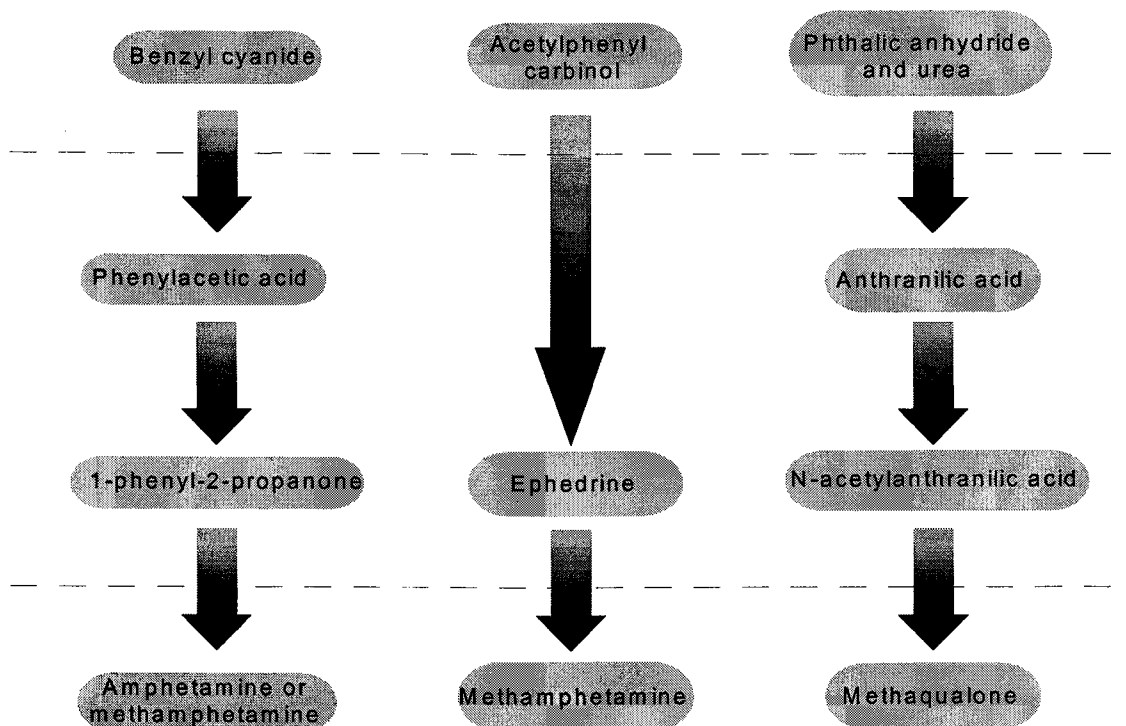 Benzyl cyanide
Acetylphenyl
carbinol
Phthalic anhydride
and urea
Phenylacetic acid
Anthranilic acid
1-phenyl-2-propanone
Ephedrine
N-acetylanthranilic acid
Amphetamine or
methamphetamine
Methamphetamine
Methaqualone